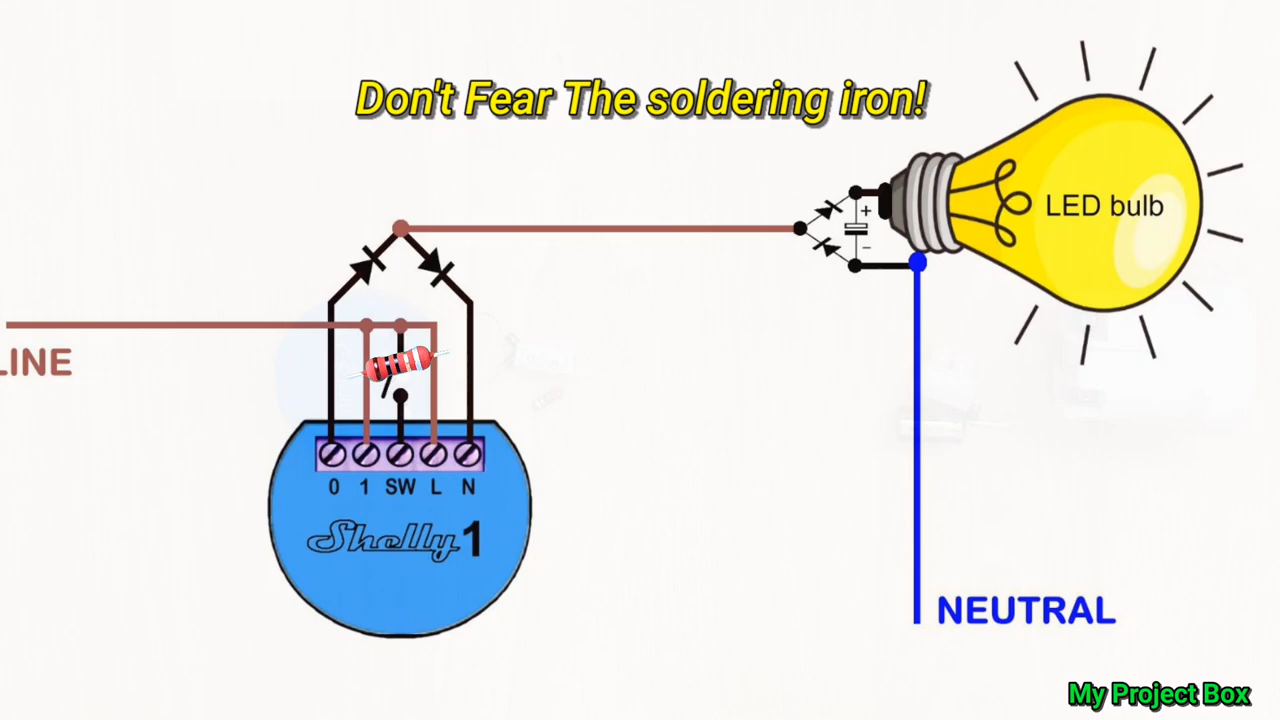 Don't Fear The soldering iron!
LED bulb
+
−
LINE
0 1 SW L N
Shelly 1
NEUTRAL
My Project Box